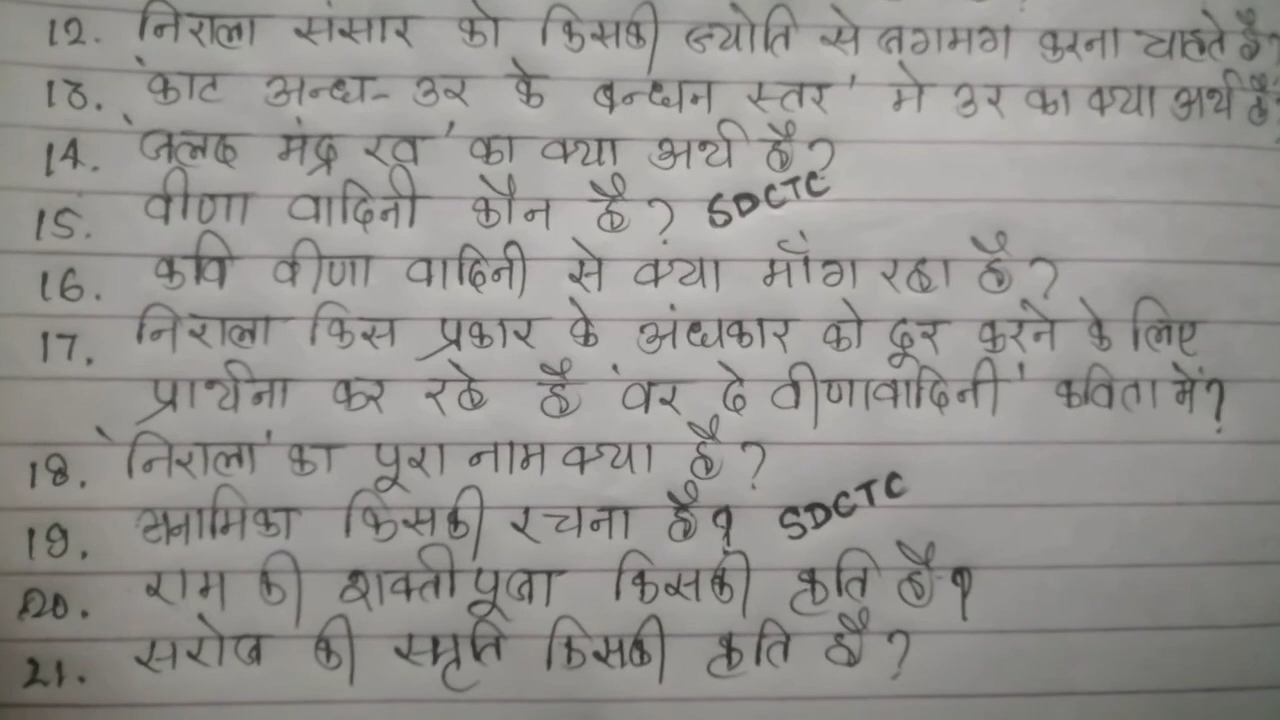 12. निराला संसार को किसकी ज्योति से जगमग करना चाहते है?
13. 'काट अन्ध-उर के बन्धन स्तर' मे उर का क्या अर्थ है?
14. 'जलद मंद्र रव' का क्या अर्थ है?
15. वीणा वादिनी कौन है? SDCTC
16. कवि वीणा वादिनी से क्या माँग रहा है?
17. निराला किस प्रकार के अंधकार को दूर करने के लिए
प्रार्थना कर रहे है 'वर दे वीणावादिनी' कविता में?
18. 'निराला' का पूरा नाम क्या है?
19. अनामिका किसकी रचना है? SDCTC
20. राम की शक्तीपूजा किसकी कृति है?
21. सरोज की स्मृति किसकी कृति है?